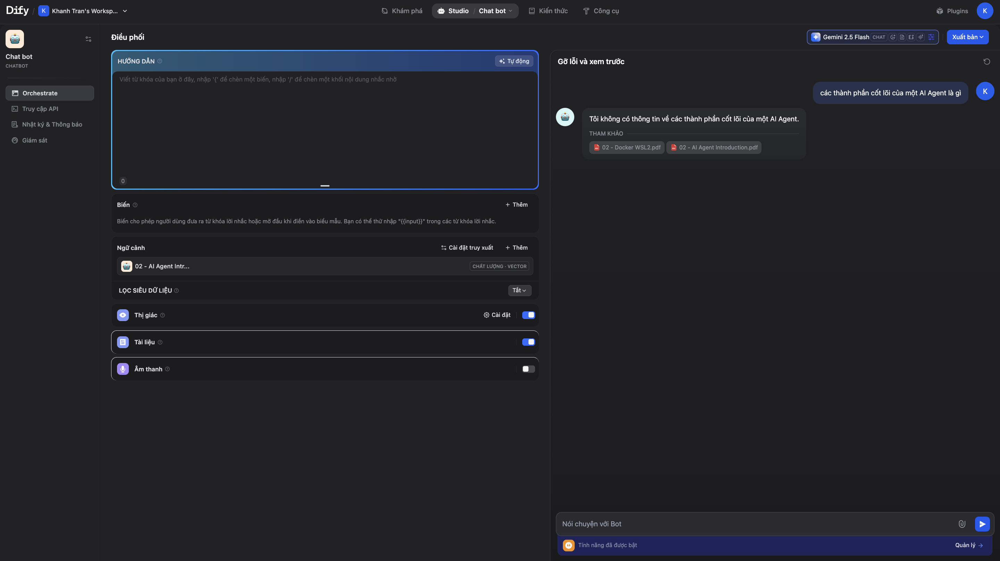 Dify / K Khanh Tran's Worksp...
Khám phá
Studio / Chat bot
Kiến thức
Công cụ
Plugins
K
Chat bot
CHATBOT
Orchestrate
Truy cập API
Nhật ký & Thông báo
Giám sát
Điều phối
Gemini 2.5 Flash CHAT
Xuất bản
HƯỚNG DẪN
Tự động
Viết từ khóa của bạn ở đây, nhập '{' để chèn một biến, nhập '/' để chèn một khối nội dung nhắc nhở
0
Biến
+ Thêm
Biến cho phép người dùng đưa ra từ khóa lời nhắc hoặc mở đầu khi điền vào biểu mẫu. Bạn có thể thử nhập "{{input}}" trong các từ khóa lời nhắc.
Ngữ cảnh
Cài đặt truy xuất
+ Thêm
02 - AI Agent Intr...
CHẤT LƯỢNG · VECTOR
LỌC SIÊU DỮ LIỆU
Tắt
Thị giác
Cài đặt
Tài liệu
Âm thanh
Gỡ lỗi và xem trước
các thành phần cốt lõi của một AI Agent là gì
K
Tôi không có thông tin về các thành phần cốt lõi của một AI Agent.
THAM KHẢO
02 - Docker WSL2.pdf
02 - AI Agent Introduction.pdf
Nói chuyện với Bot
Tính năng đã được bật
Quản lý →